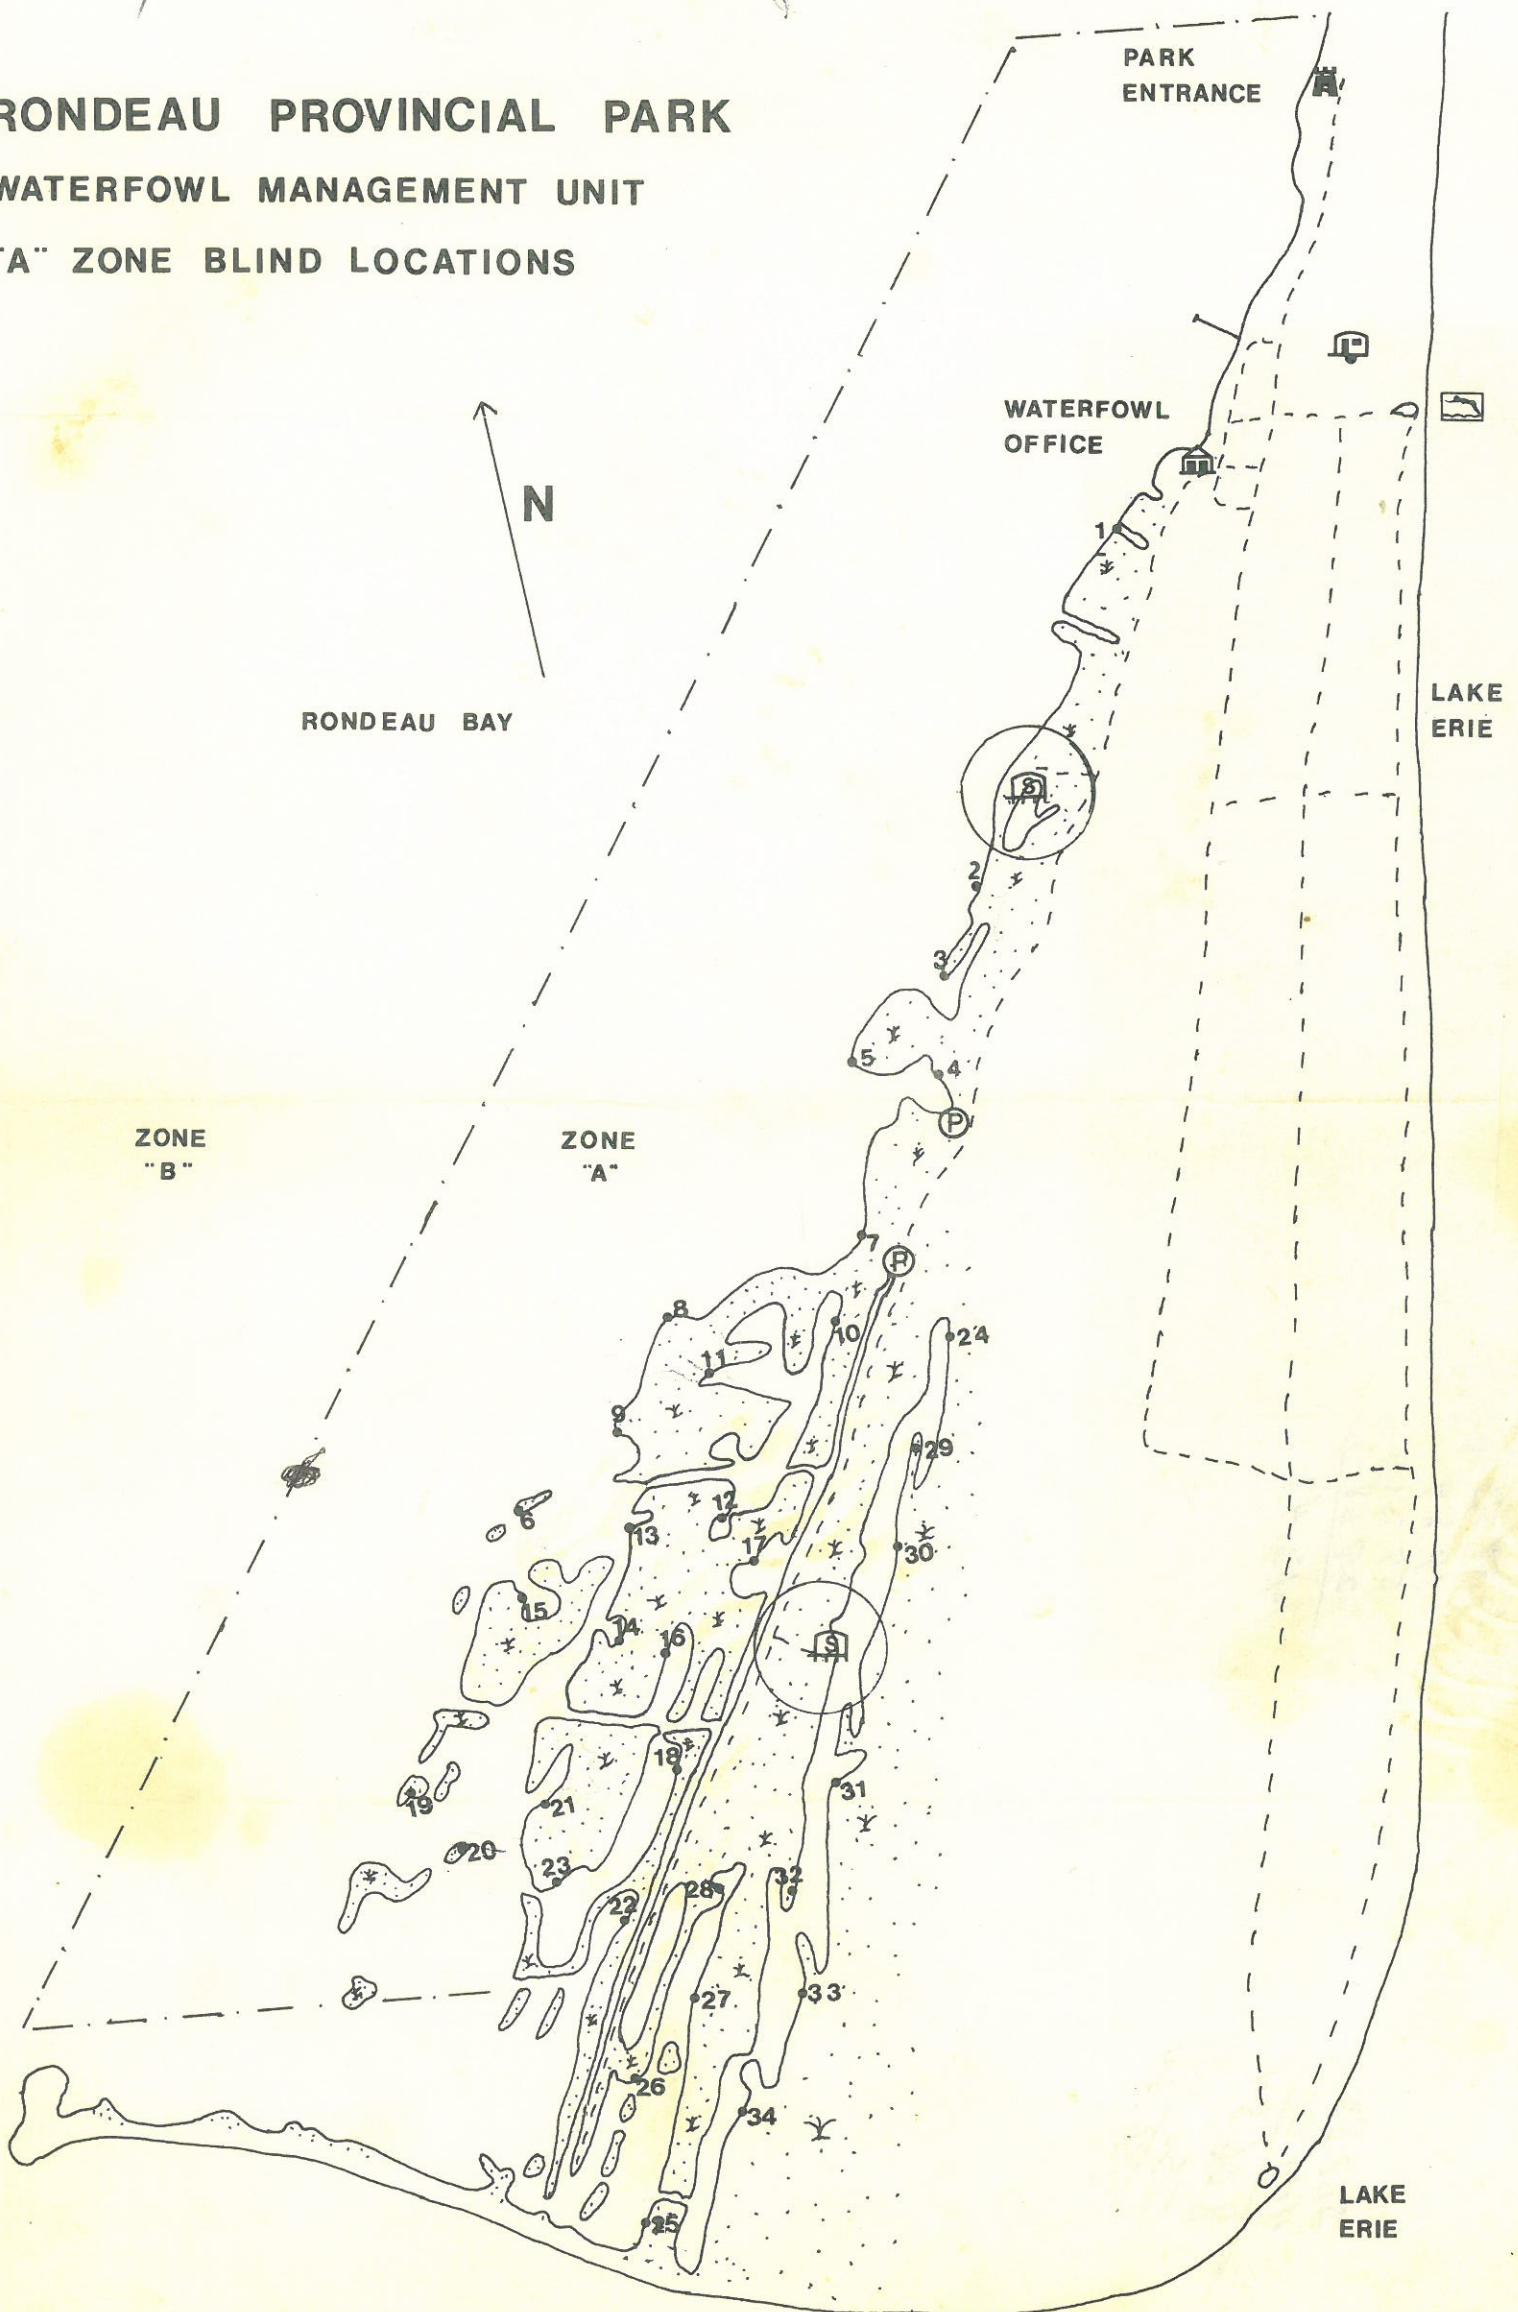 RONDEAU PROVINCIAL PARK
WATERFOWL MANAGEMENT UNIT
"A" ZONE BLIND LOCATIONS
PARK
ENTRANCE
WATERFOWL
OFFICE
N
1
RONDEAU BAY
LAKE
ERIE
S
2
3
5
4
P
ZONE
"B"
ZONE
"A"
7
P
8
10
24
11
9
29
6
12
13
17
30
15
14
16
S
18
31
19
21
20
23
28
32
22
27
33
26
34
25
LAKE
ERIE